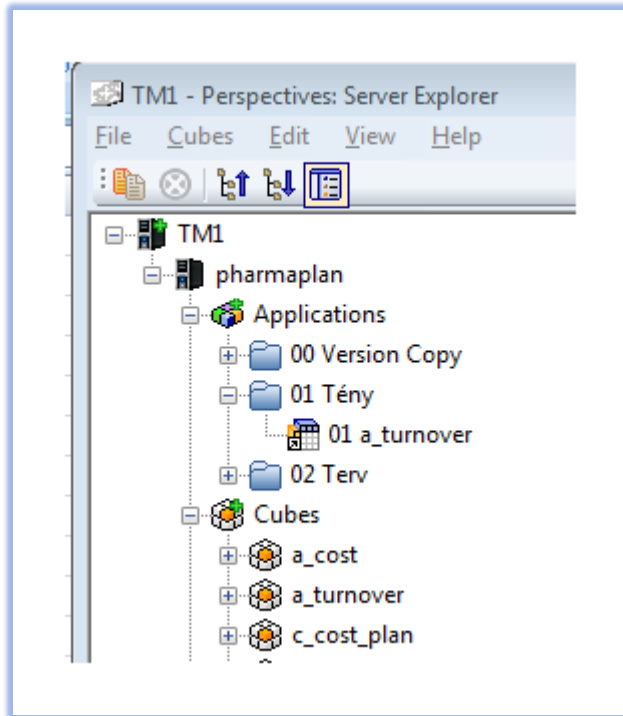 TM1 - Perspectives: Server Explorer
File Cubes Edit View Help
TM1
pharmaplan
Applications
00 Version Copy
01 Tény
01 a_turnover
02 Terv
Cubes
a_cost
a_turnover
c_cost_plan